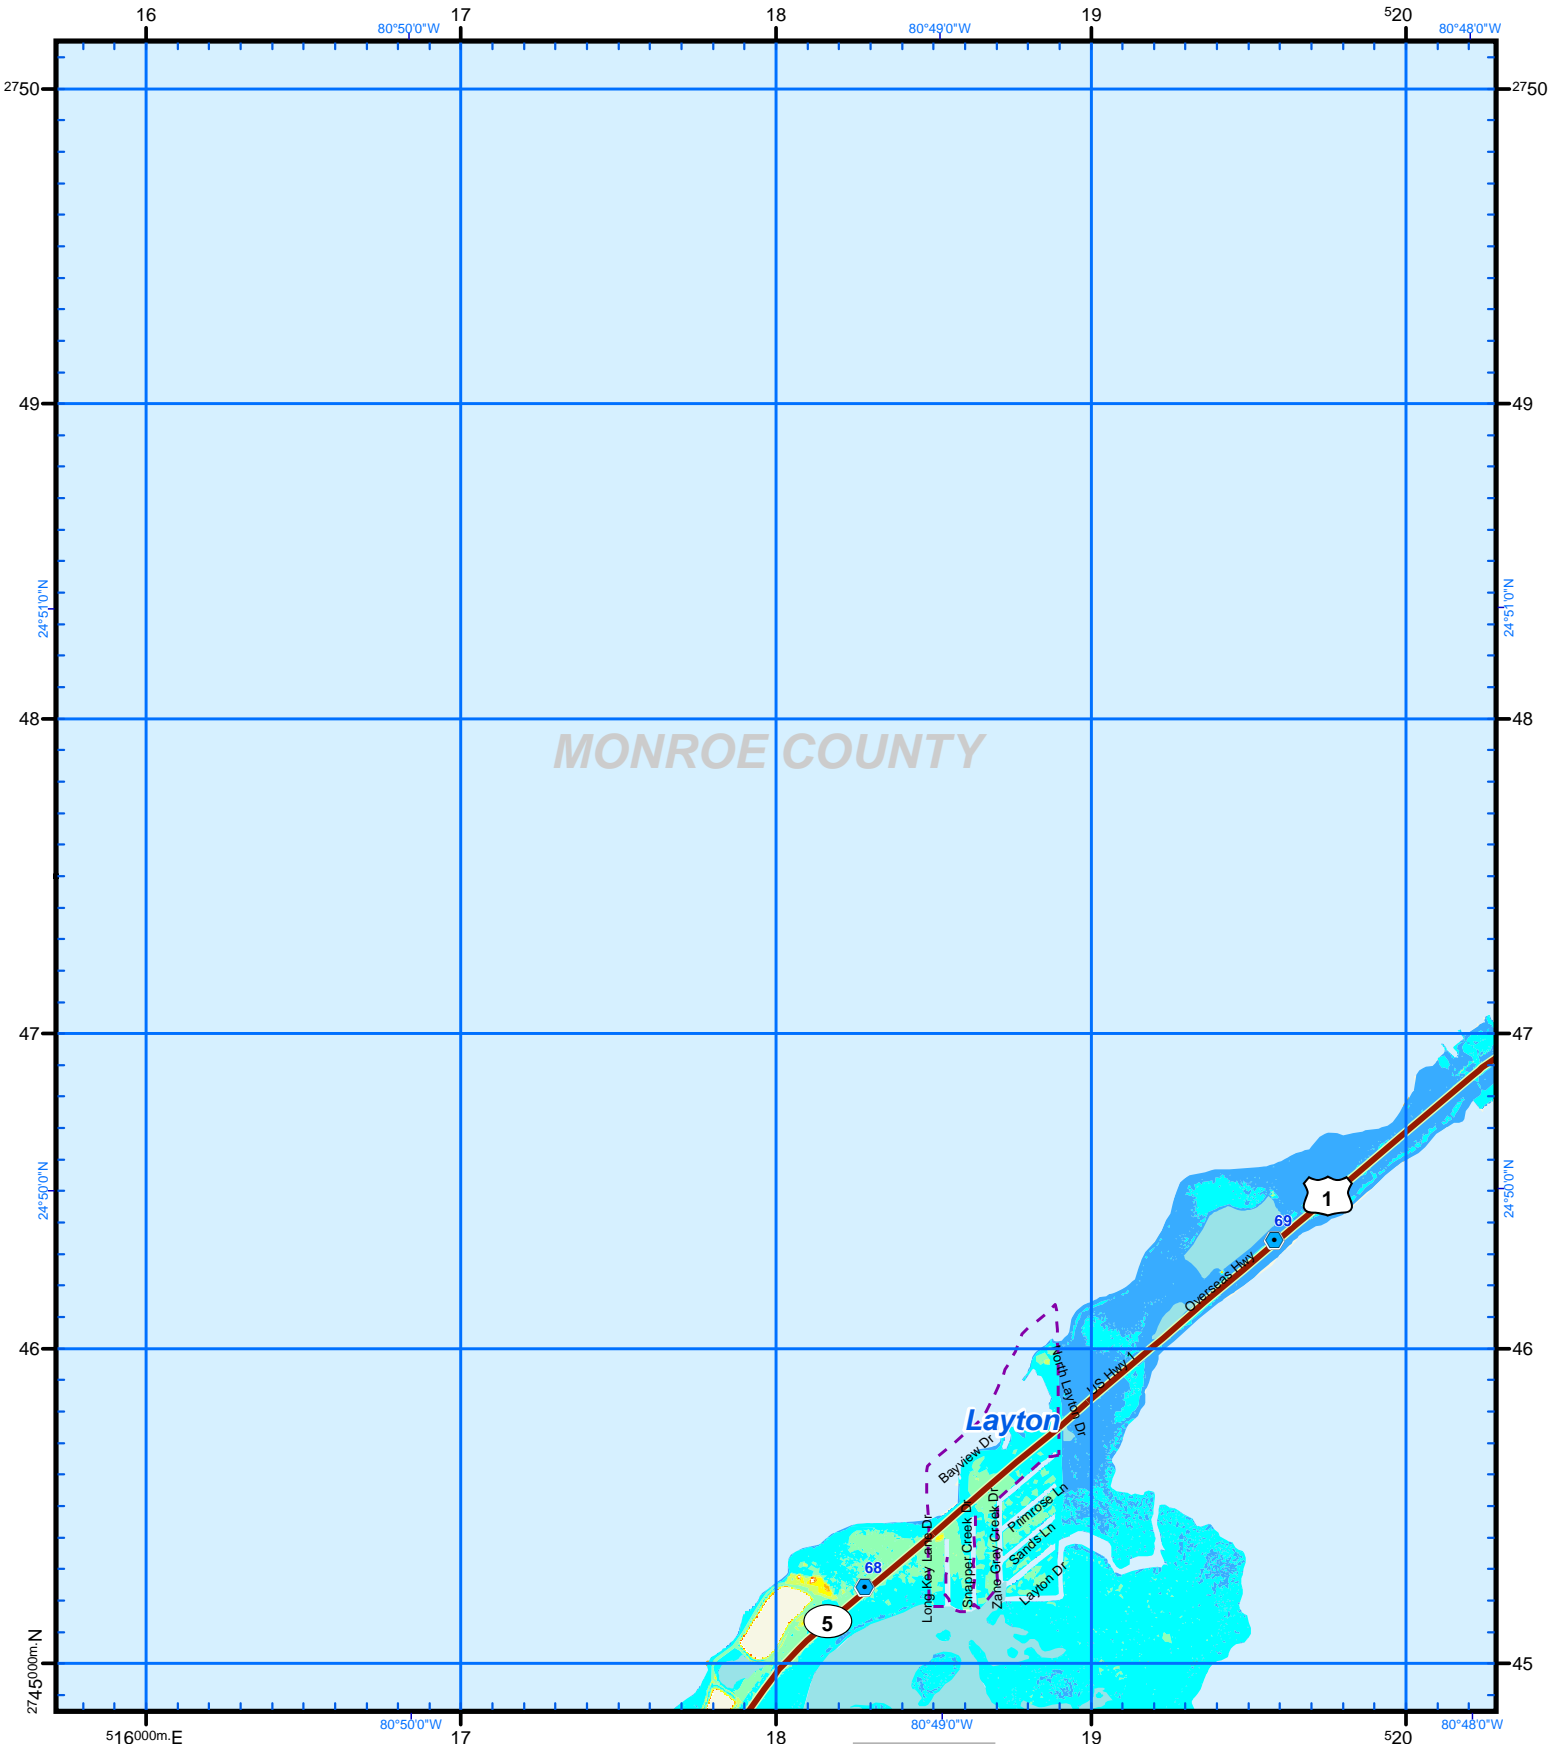 16 17 18 19 520
80°50'0"W 80°49'0"W 80°48'0"W
2750 2750
49 49
24°51'0"N 24°51'0"N
48 48
MONROE COUNTY
47 47
24°50'0"N 24°50'0"N
1
69
Overseas Hwy
46 46
North Layton Dr
US Hwy 1
Layton
Bayview Dr
Primrose Ln
Sands Ln
Layton Dr
Long Key Lake Dr
Snapper Creek Dr
Zane Grey Creek Dr
68
5
2745000m.N 45
80°50'0"W 80°49'0"W 80°48'0"W
516000m.E 17 18 19 520